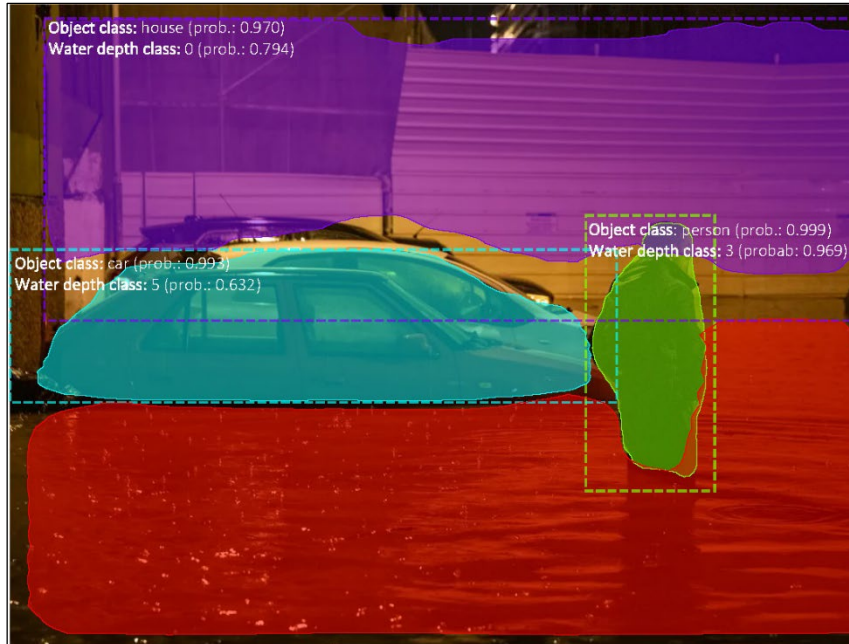 Object class: house (prob.: 0.970)
Water depth class: 0 (prob.: 0.794)
Object class: person (prob.: 0.999)
Water depth class: 3 (probab: 0.969)
Object class: car (prob.: 0.993)
Water depth class: 5 (prob.: 0.632)